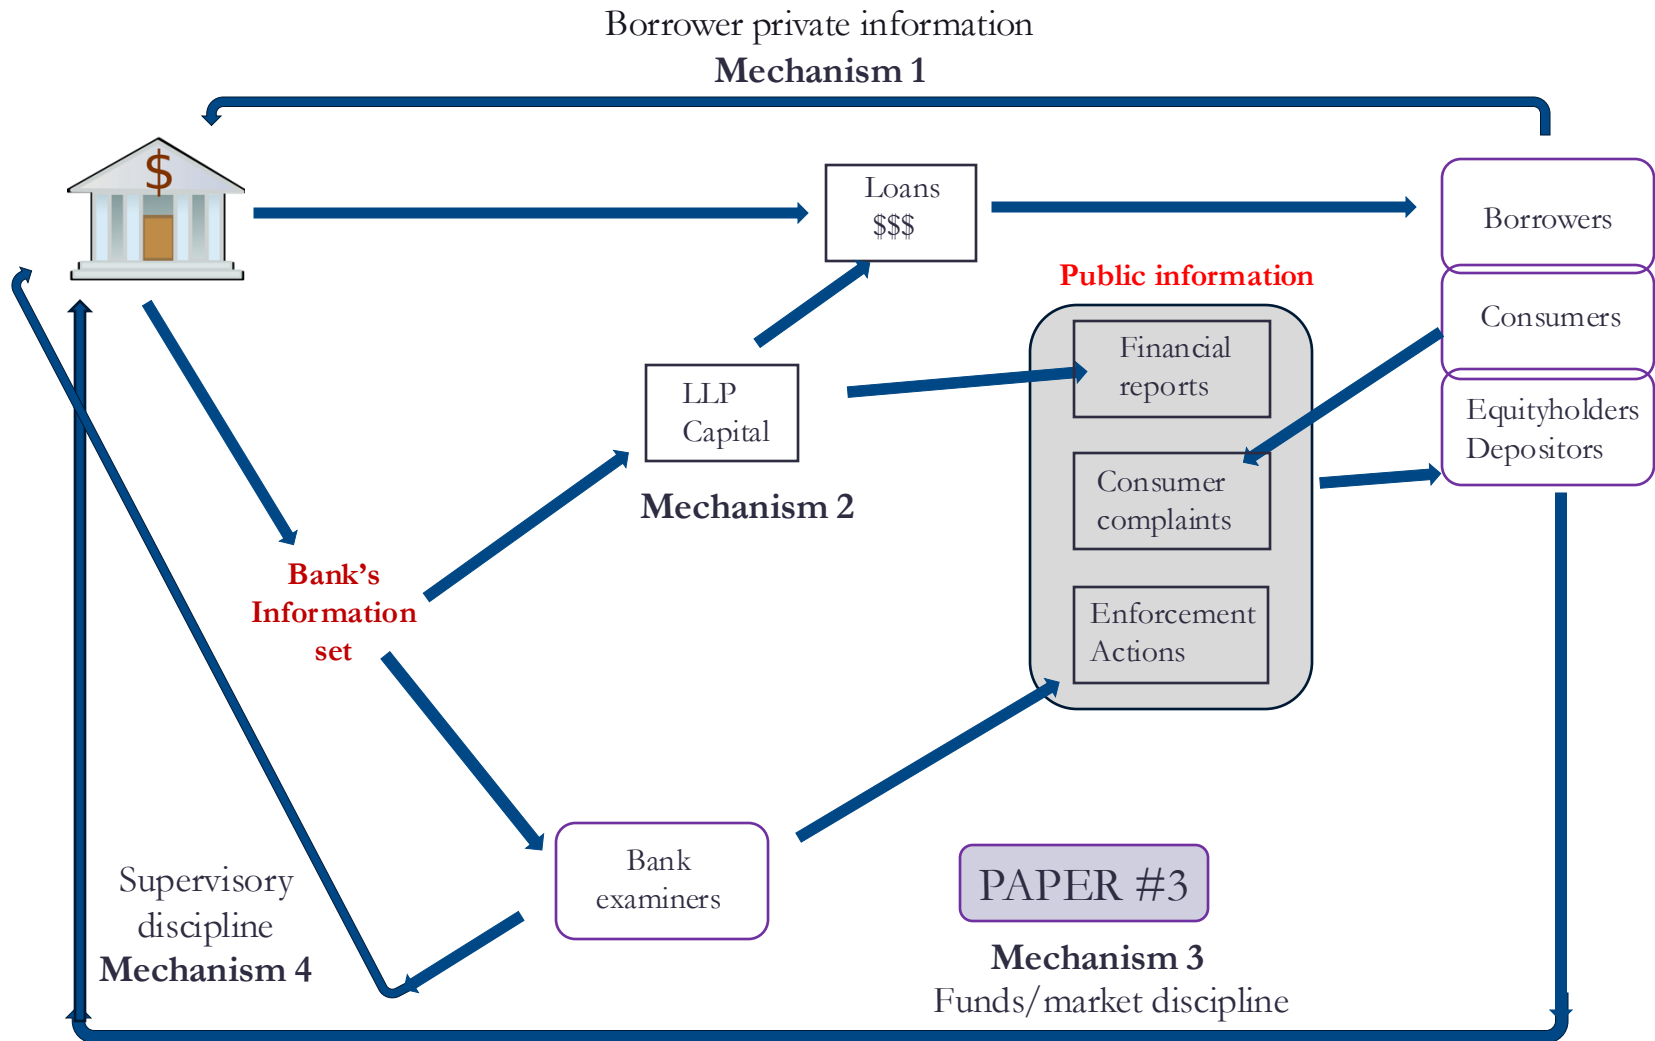 Borrower private information
Mechanism 1
$
Loans
$$$
Borrowers
Public information
Consumers
Financial
reports
LLP
Capital
Equityholders
Depositors
Mechanism 2
Consumer
complaints
Bank's
Information
set
Enforcement
Actions
Bank
examiners
PAPER #3
Supervisory
discipline
Mechanism 4
Mechanism 3
Funds/market discipline